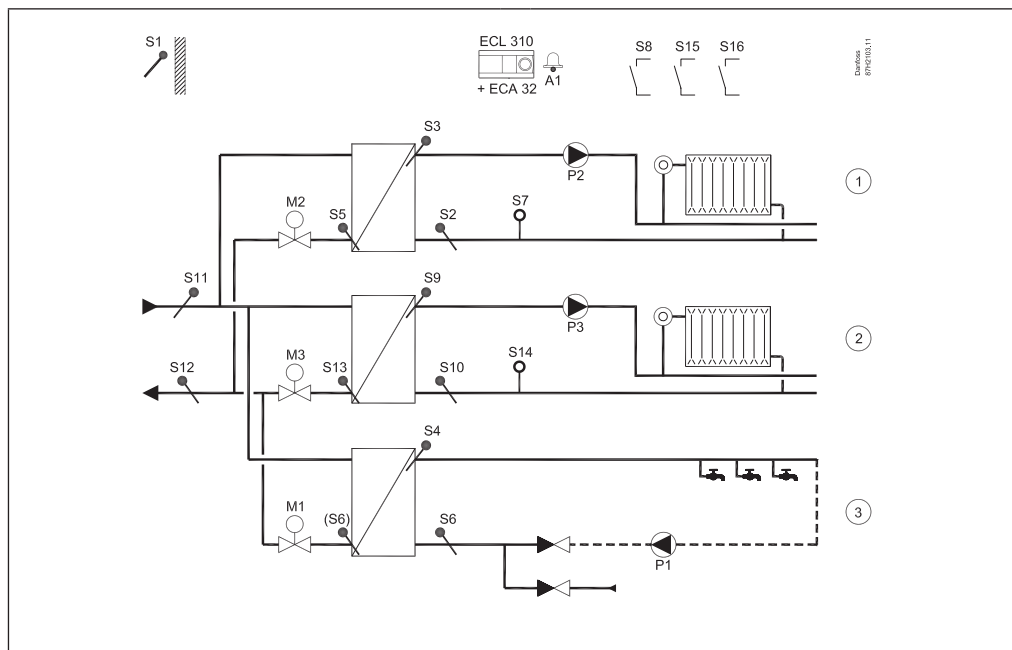 S1
ECL 310
A1
+ ECA 32
S8 S15 S16
Danfoss
87H2103.11
S3
P2
1
M2
S5
S2
S7
S11
S9
P3
2
S12
M3
S13
S10
S14
S4
M1
(S6)
S6
3
P1